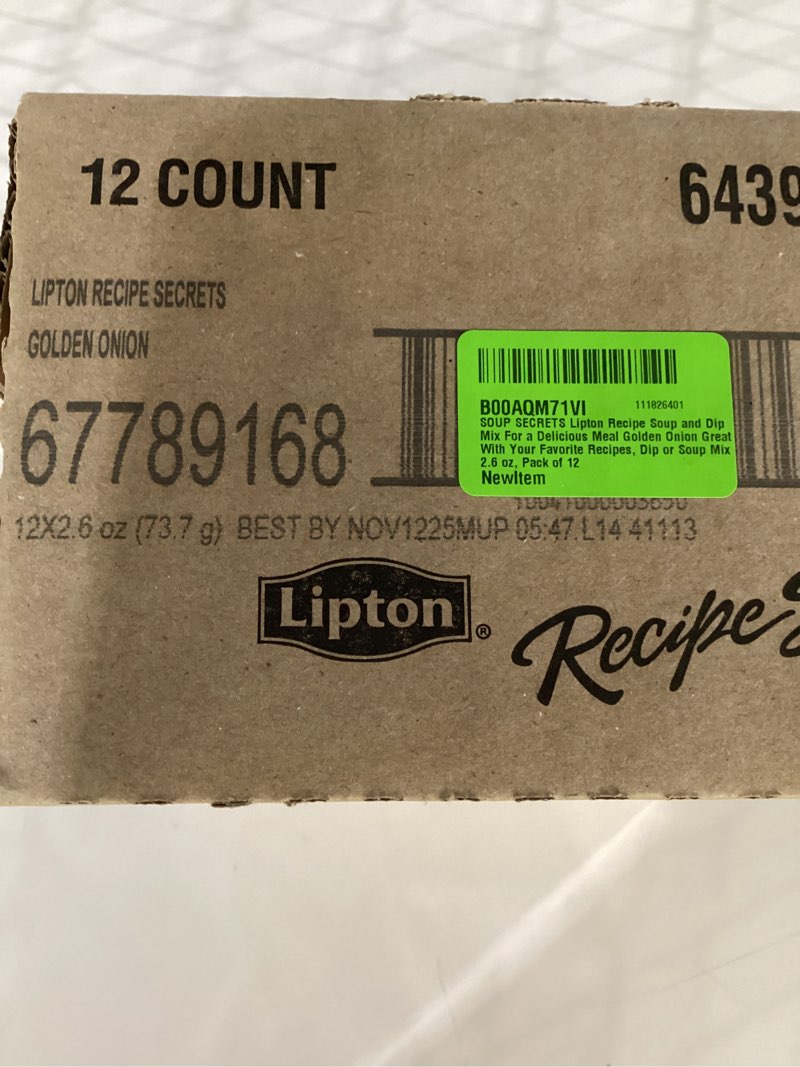 12 COUNT
6439
LIPTON RECIPE SECRETS
GOLDEN ONION
67789168
B00AQM71VI 111826401
SOUP SECRETS Lipton Recipe Soup and Dip
Mix For a Delicious Meal Golden Onion Great
With Your Favorite Recipes, Dip or Soup Mix
2.6 oz, Pack of 12
NewItem
12X2.6 oz (73.7 g) BEST BY NOV1225MUP 05:47.L14 41113
Lipton®
Recipe